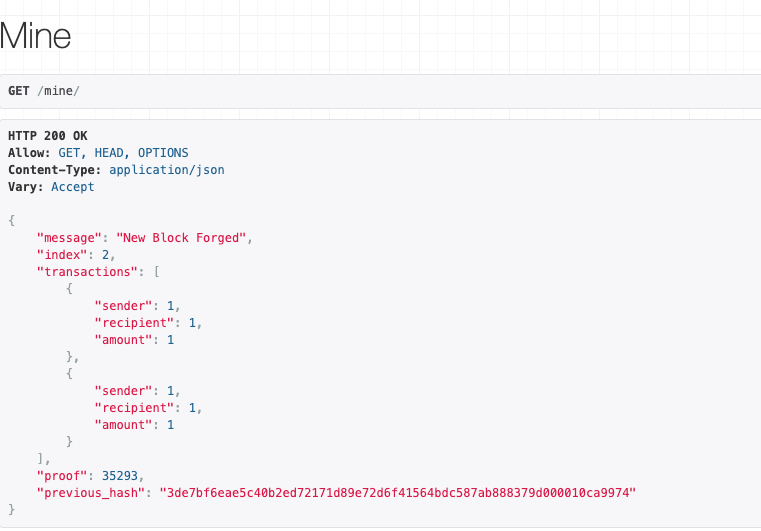 Mine
GET /mine/
HTTP 200 OK
Allow: GET, HEAD, OPTIONS
Content-Type: application/json
Vary: Accept
{
    "message": "New Block Forged",
    "index": 2,
    "transactions": [
        {
            "sender": 1,
            "recipient": 1,
            "amount": 1
        },
        {
            "sender": 1,
            "recipient": 1,
            "amount": 1
        }
    ],
    "proof": 35293,
    "previous_hash": "3de7bf6eae5c40b2ed72171d89e72d6f41564bdc587ab888379d000010ca9974"
}